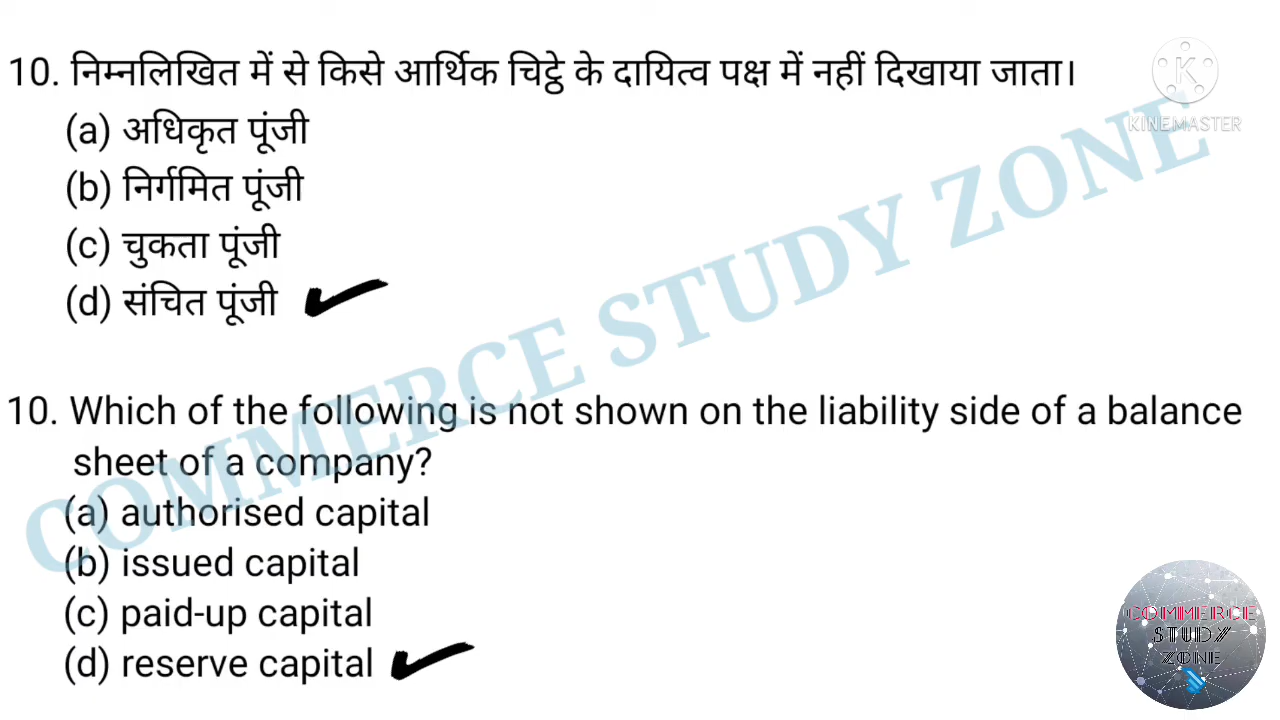 10. निम्नलिखित में से किसे आर्थिक चिट्ठे के दायित्व पक्ष में नहीं दिखाया जाता।
(a) अधिकृत पूंजी
(b) निर्गमित पूंजी
(c) चुकता पूंजी
(d) संचित पूंजी
10. Which of the following is not shown on the liability side of a balance
sheet of a company?
(a) authorised capital
(b) issued capital
(c) paid-up capital
(d) reserve capital
COMMERCE STUDY ZONE
K
KINEMASTER
COMMERCE
STUDY
ZONE